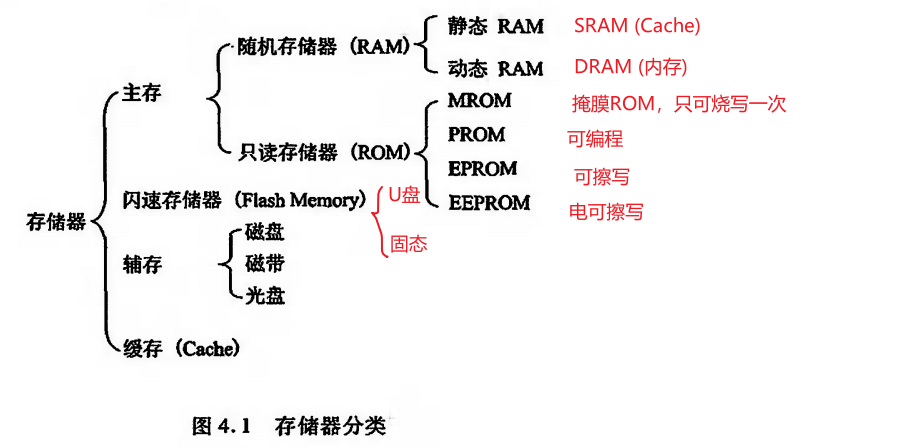 静态 RAM SRAM (Cache)
随机存储器 (RAM)
动态 RAM DRAM (内存)
主存
MROM 掩膜ROM，只可烧写一次
PROM 可编程
只读存储器 (ROM)
EPROM 可擦写
EEPROM 电可擦写
闪速存储器 (Flash Memory) U盘
固态
存储器
磁盘
辅存 磁带
光盘
缓存 (Cache)
图 4.1 存储器分类